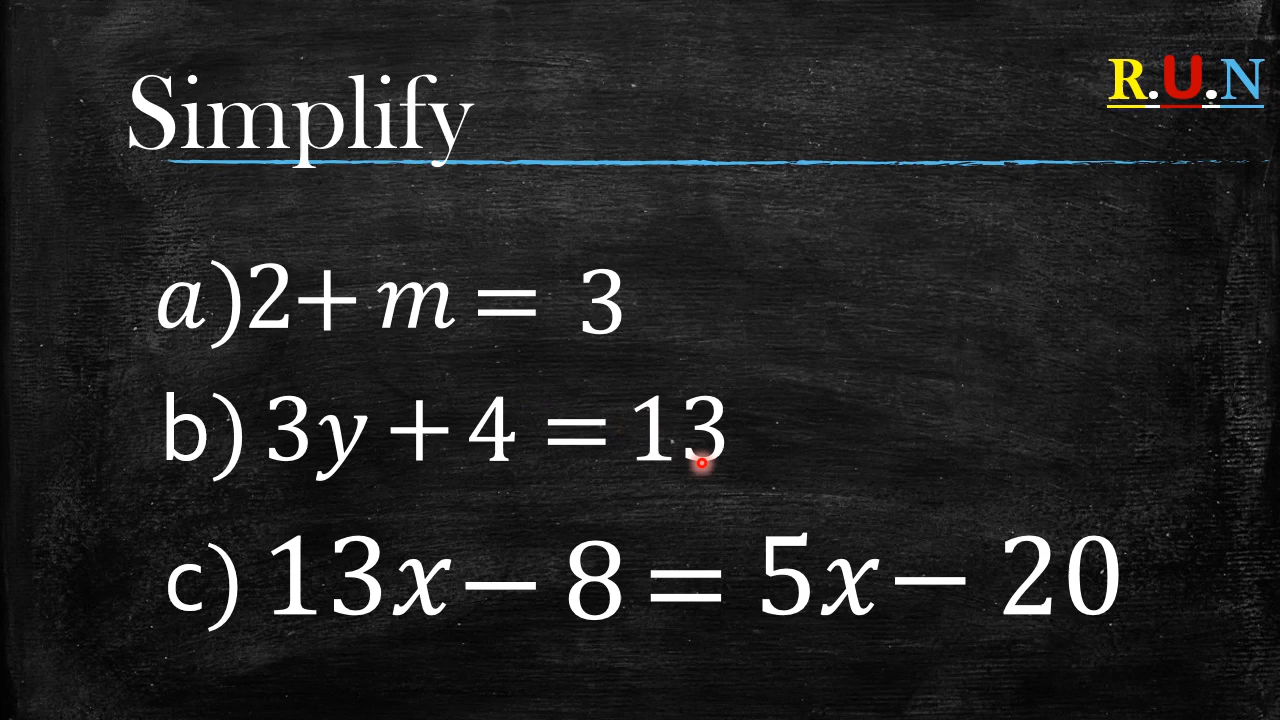 Simplify
R.U.N
a)2+ m = 3
b) 3y + 4 = 13
c) 13x− 8 = 5x− 20